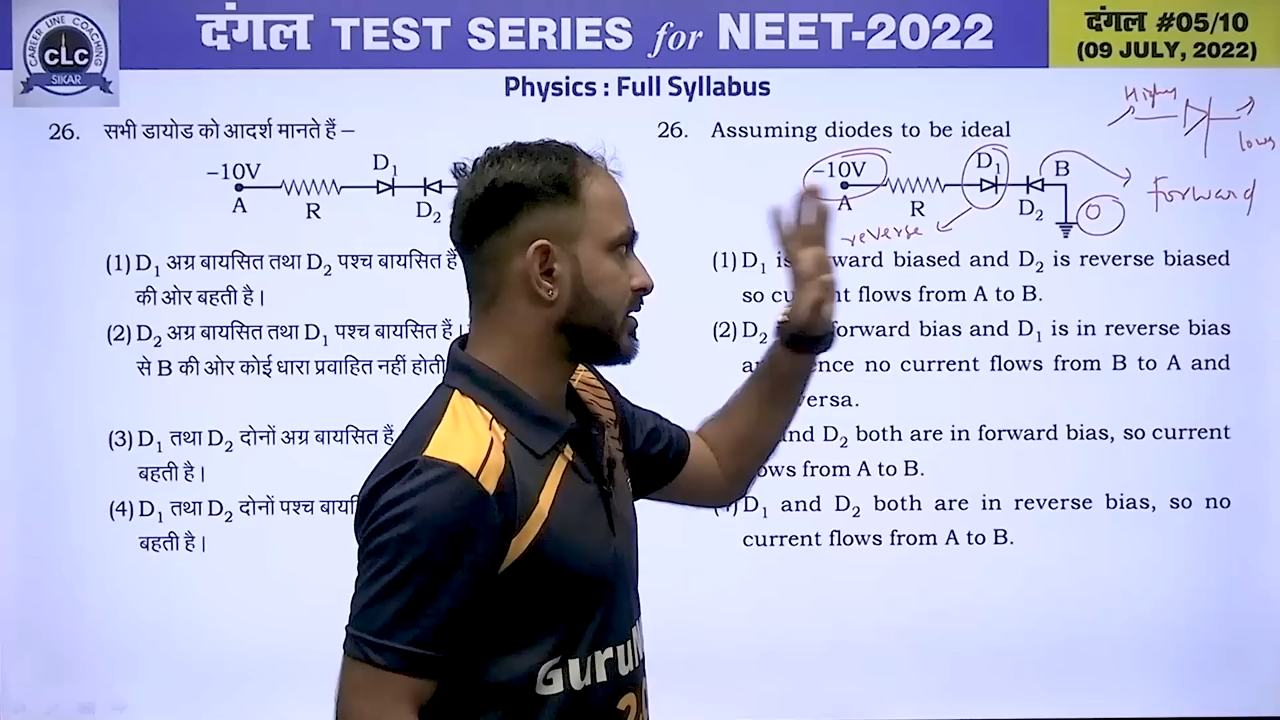 CAREER LINE COACHING
CLC
SIKAR
दंगल TEST SERIES for NEET-2022
दंगल #05/10
(09 JULY, 2022)
Physics : Full Syllabus
26. सभी डायोड को आदर्श मानते हैं –
–10V
D1
A
R
D2
(1) D1 अग्र बायसित तथा D2 पश्च बायसित हैं
की ओर बहती है।
(2) D2 अग्र बायसित तथा D1 पश्च बायसित हैं।
से B की ओर कोई धारा प्रवाहित नहीं होती
(3) D1 तथा D2 दोनों अग्र बायसित हैं
बहती है।
(4) D1 तथा D2 दोनों पश्च
बहती है।
26. Assuming diodes to be ideal
–10V
D1
B
A
R
D2
0
reverse
Forward
Higher
lower
(1) D1 is biased and D2 is reverse biased
so flows from A to B.
(2) D2 forward bias and D1 is in reverse bias
no current flows from B to A and
and D2 both are in forward bias, so current
from A to B.
D1 and D2 both are in reverse bias, so no
current flows from A to B.